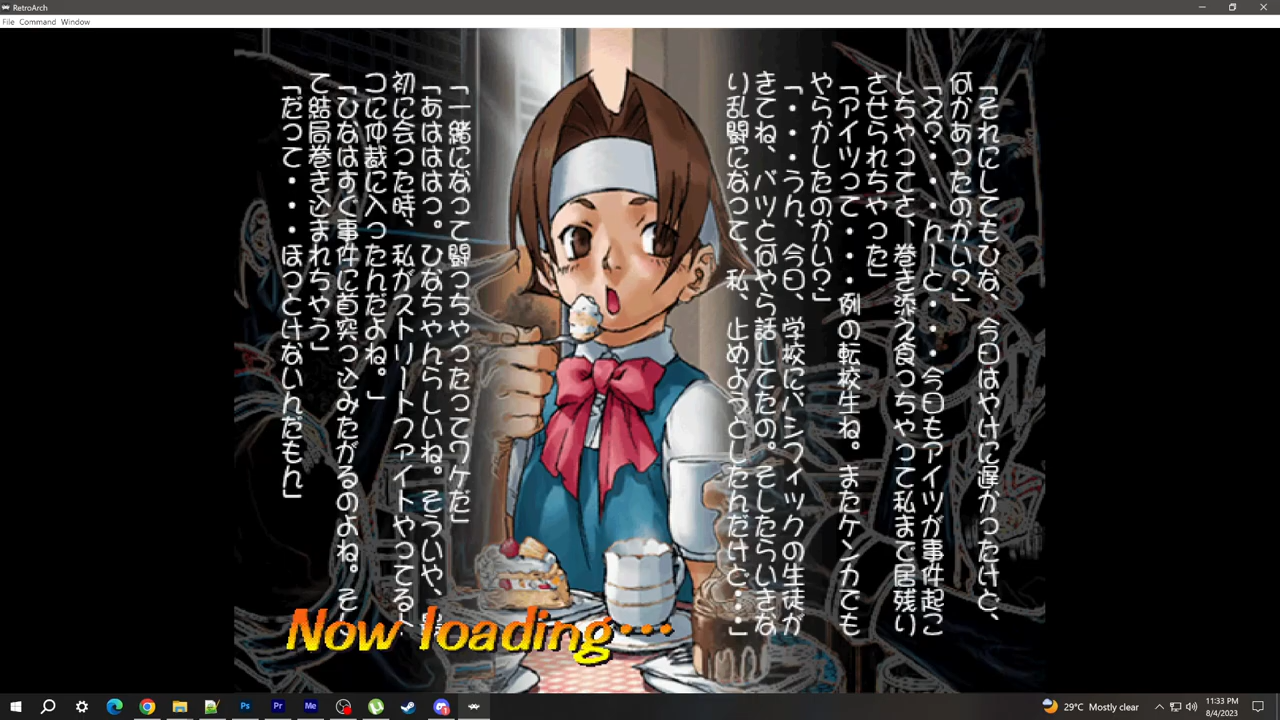 RetroArch
File Command Window
「それにしてもひな、今日はやけに遅かったけど、
何かあったのかい?」
「え?・・・んーと・・・今日もアイツが事件起こ
しちゃってさ、巻き添え食っちゃって私まで居残り
させられちゃった」
「アイツって・・・例の転校生ね。またケンカでも
やらかしたのかい?」
「・・・うん、今日、学校にパシフィックの生徒が
きてね、バツと何やら話してたの。そしたらいきな
り乱闘になって、私、止めようとしたんだけど・・・」
「一緒になって闘っちゃったってワケだ」
「あははは。ひなちゃんらしいね。そういや、
初に会った時、私がストリートファイトやってる
つに仲裁に入ったんだよね。」
「ひなはすぐ事件に首突っ込みたがるのよね。そ
て結局巻き込まれちゃう」
「だって・・・ほっとけないんだもん」
Now loading...
29°C Mostly clear
11:33 PM
8/4/2023